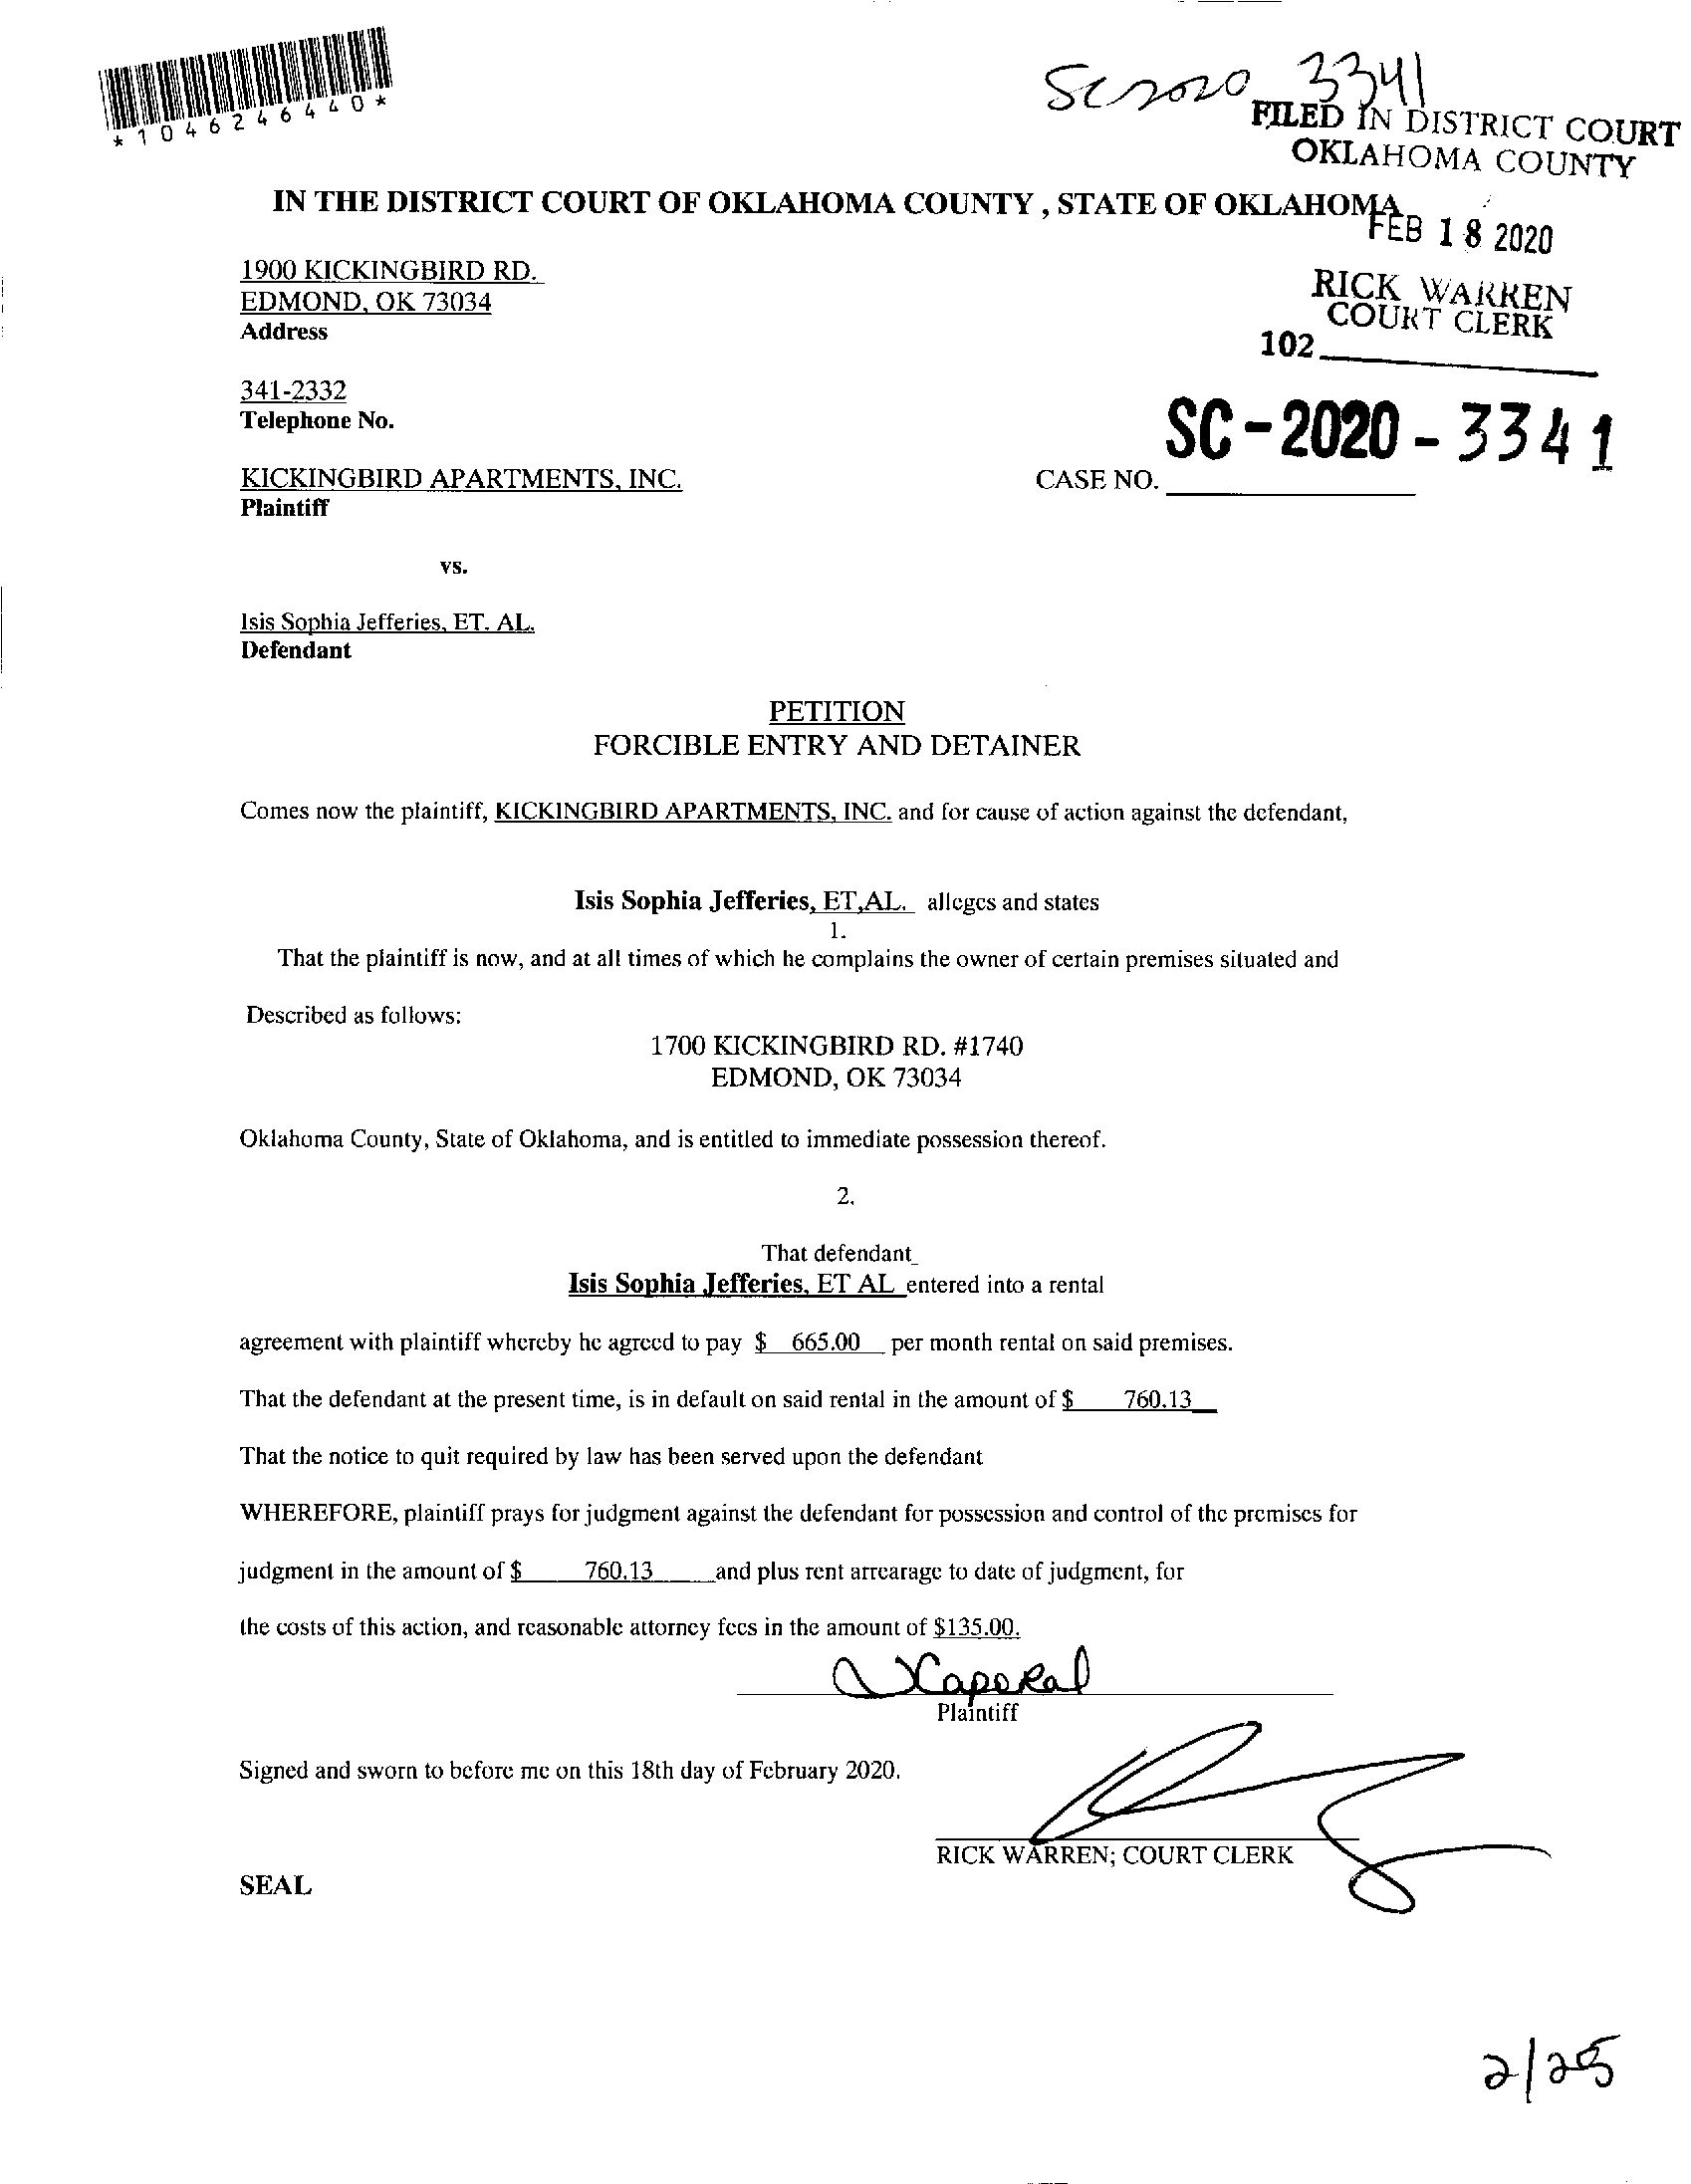 *1046246440*
SC2020 3341
FILED IN DISTRICT COURT
OKLAHOMA COUNTY
IN THE DISTRICT COURT OF OKLAHOMA COUNTY , STATE OF OKLAHOMA
FEB 18 2020
1900 KICKINGBIRD RD.
EDMOND, OK 73034
Address
RICK WARREN
COURT CLERK
102
341-2332
Telephone No.
SC-2020-3341
KICKINGBIRD APARTMENTS, INC.
CASE NO.
Plaintiff
vs.
Isis Sophia Jefferies, ET. AL.
Defendant
PETITION
FORCIBLE ENTRY AND DETAINER
Comes now the plaintiff, KICKINGBIRD APARTMENTS, INC. and for cause of action against the defendant,
Isis Sophia Jefferies, ET,AL. alleges and states
1.
That the plaintiff is now, and at all times of which he complains the owner of certain premises situated and
Described as follows:
1700 KICKINGBIRD RD. #1740
EDMOND, OK 73034
Oklahoma County, State of Oklahoma, and is entitled to immediate possession thereof.
2.
That defendant
Isis Sophia Jefferies, ET AL entered into a rental
agreement with plaintiff whereby he agreed to pay $ 665.00 per month rental on said premises.
That the defendant at the present time, is in default on said rental in the amount of $ 760.13
That the notice to quit required by law has been served upon the defendant
WHEREFORE, plaintiff prays for judgment against the defendant for possession and control of the premises for
judgment in the amount of $ 760.13 and plus rent arrearage to date of judgment, for
the costs of this action, and reasonable attorney fees in the amount of $135.00.
Caporal
Plaintiff
Signed and sworn to before me on this 18th day of February 2020.
RICK WARREN; COURT CLERK
SEAL
2/25